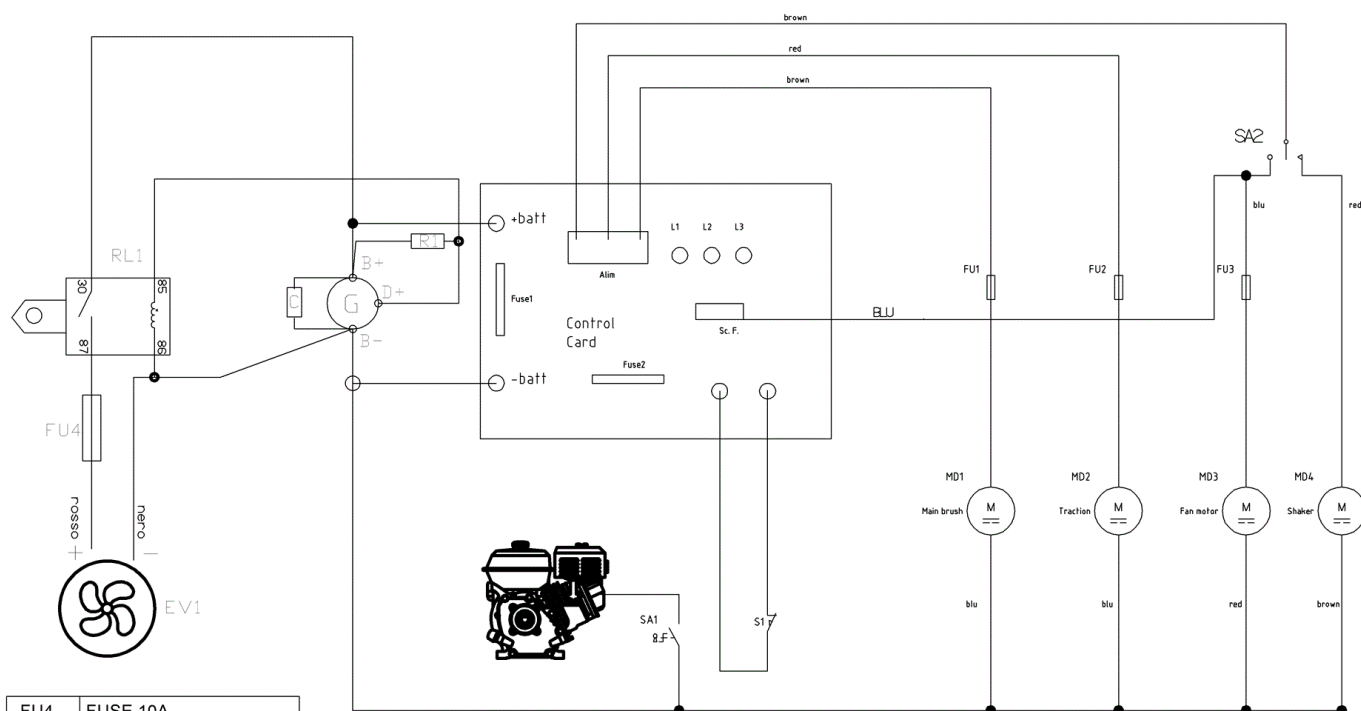 brown
red
brown
SA2
blu
red
+batt
L1 L2 L3
R1
RL1
B+
30
85
Alim
FU1
FU2
FU3
D+
C
G
Fuse1
Sc. F.
BLU
Control
Card
B-
87
86
Fuse2
-batt
FU4
rosso
nero
+
-
MD1
MD2
MD3
MD4
Main brush
M
Traction
M
Fan motor
M
Shaker
M
EV1
blu
blu
red
brown
SA1
S1
FU4 FUSE 10A